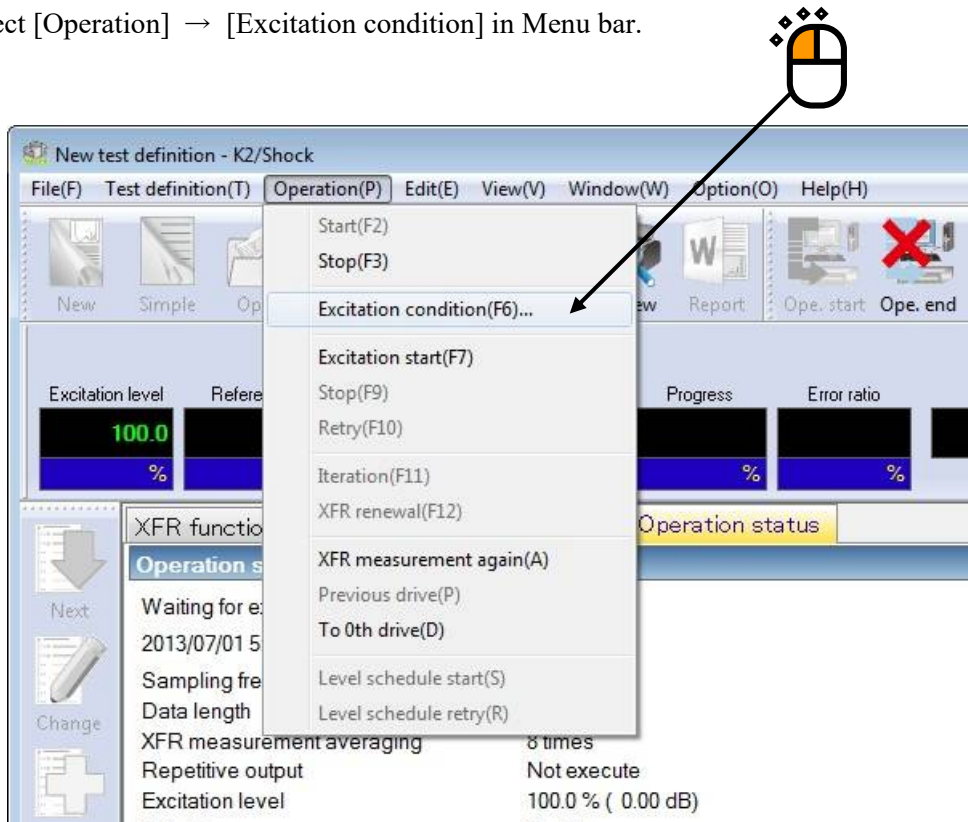 ect [Operation] → [Excitation condition] in Menu bar.
New test definition - K2/Shock
File(F) Test definition(T) Operation(P) Edit(E) View(V) Window(W) Option(O) Help(H)
Start(F2)
Stop(F3)
New Simple Op ew Report Ope. start Ope. end
Excitation condition(F6)...
Excitation start(F7)
Excitation level Refere Stop(F9) Progress Error ratio
100.0 Retry(F10)
% Iteration(F11) % %
XFR functio XFR renewal(F12) Operation status
Operation s XFR measurement again(A)
Next Waiting for e Previous drive(P)
2013/07/01 5 To 0th drive(D)
Sampling fre Level schedule start(S)
Change Data length Level schedule retry(R)
XFR measurement averaging 8 times
Repetitive output Not execute
Excitation level 100.0 % ( 0.00 dB)